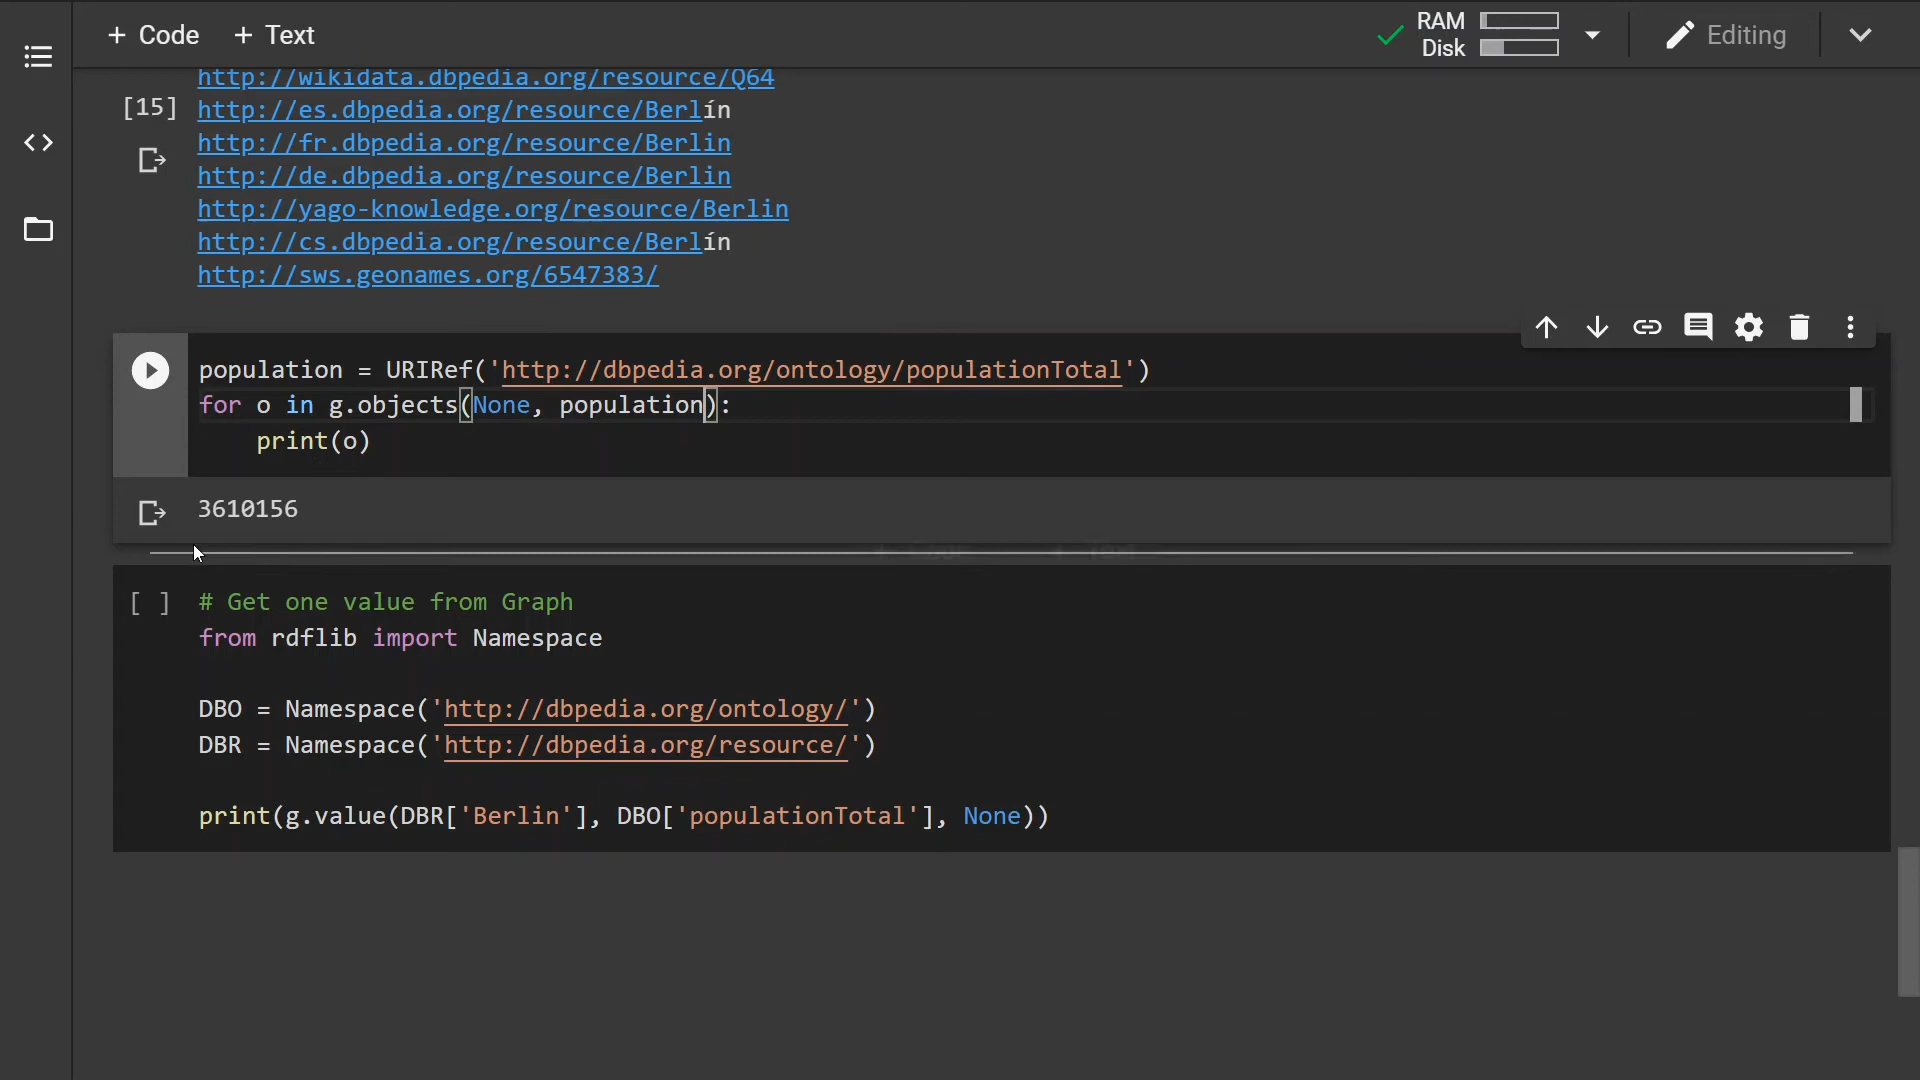 + Code + Text
RAM
Disk
Editing
http://wikidata.dbpedia.org/resource/Q64
[15] http://es.dbpedia.org/resource/Berlín
http://fr.dbpedia.org/resource/Berlin
http://de.dbpedia.org/resource/Berlin
http://yago-knowledge.org/resource/Berlin
http://cs.dbpedia.org/resource/Berlín
http://sws.geonames.org/6547383/
population = URIRef('http://dbpedia.org/ontology/populationTotal')
for o in g.objects(None, population):
print(o)
3610156
+ Code + Text
[ ] # Get one value from Graph
from rdflib import Namespace
DBO = Namespace('http://dbpedia.org/ontology/')
DBR = Namespace('http://dbpedia.org/resource/')
print(g.value(DBR['Berlin'], DBO['populationTotal'], None))